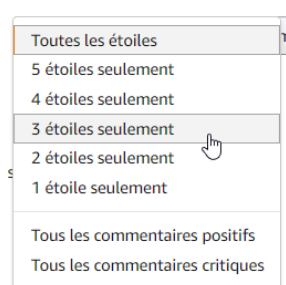 Toutes les étoiles
5 étoiles seulement
4 étoiles seulement
3 étoiles seulement
2 étoiles seulement
1 étoile seulement
Tous les commentaires positifs
Tous les commentaires critiques